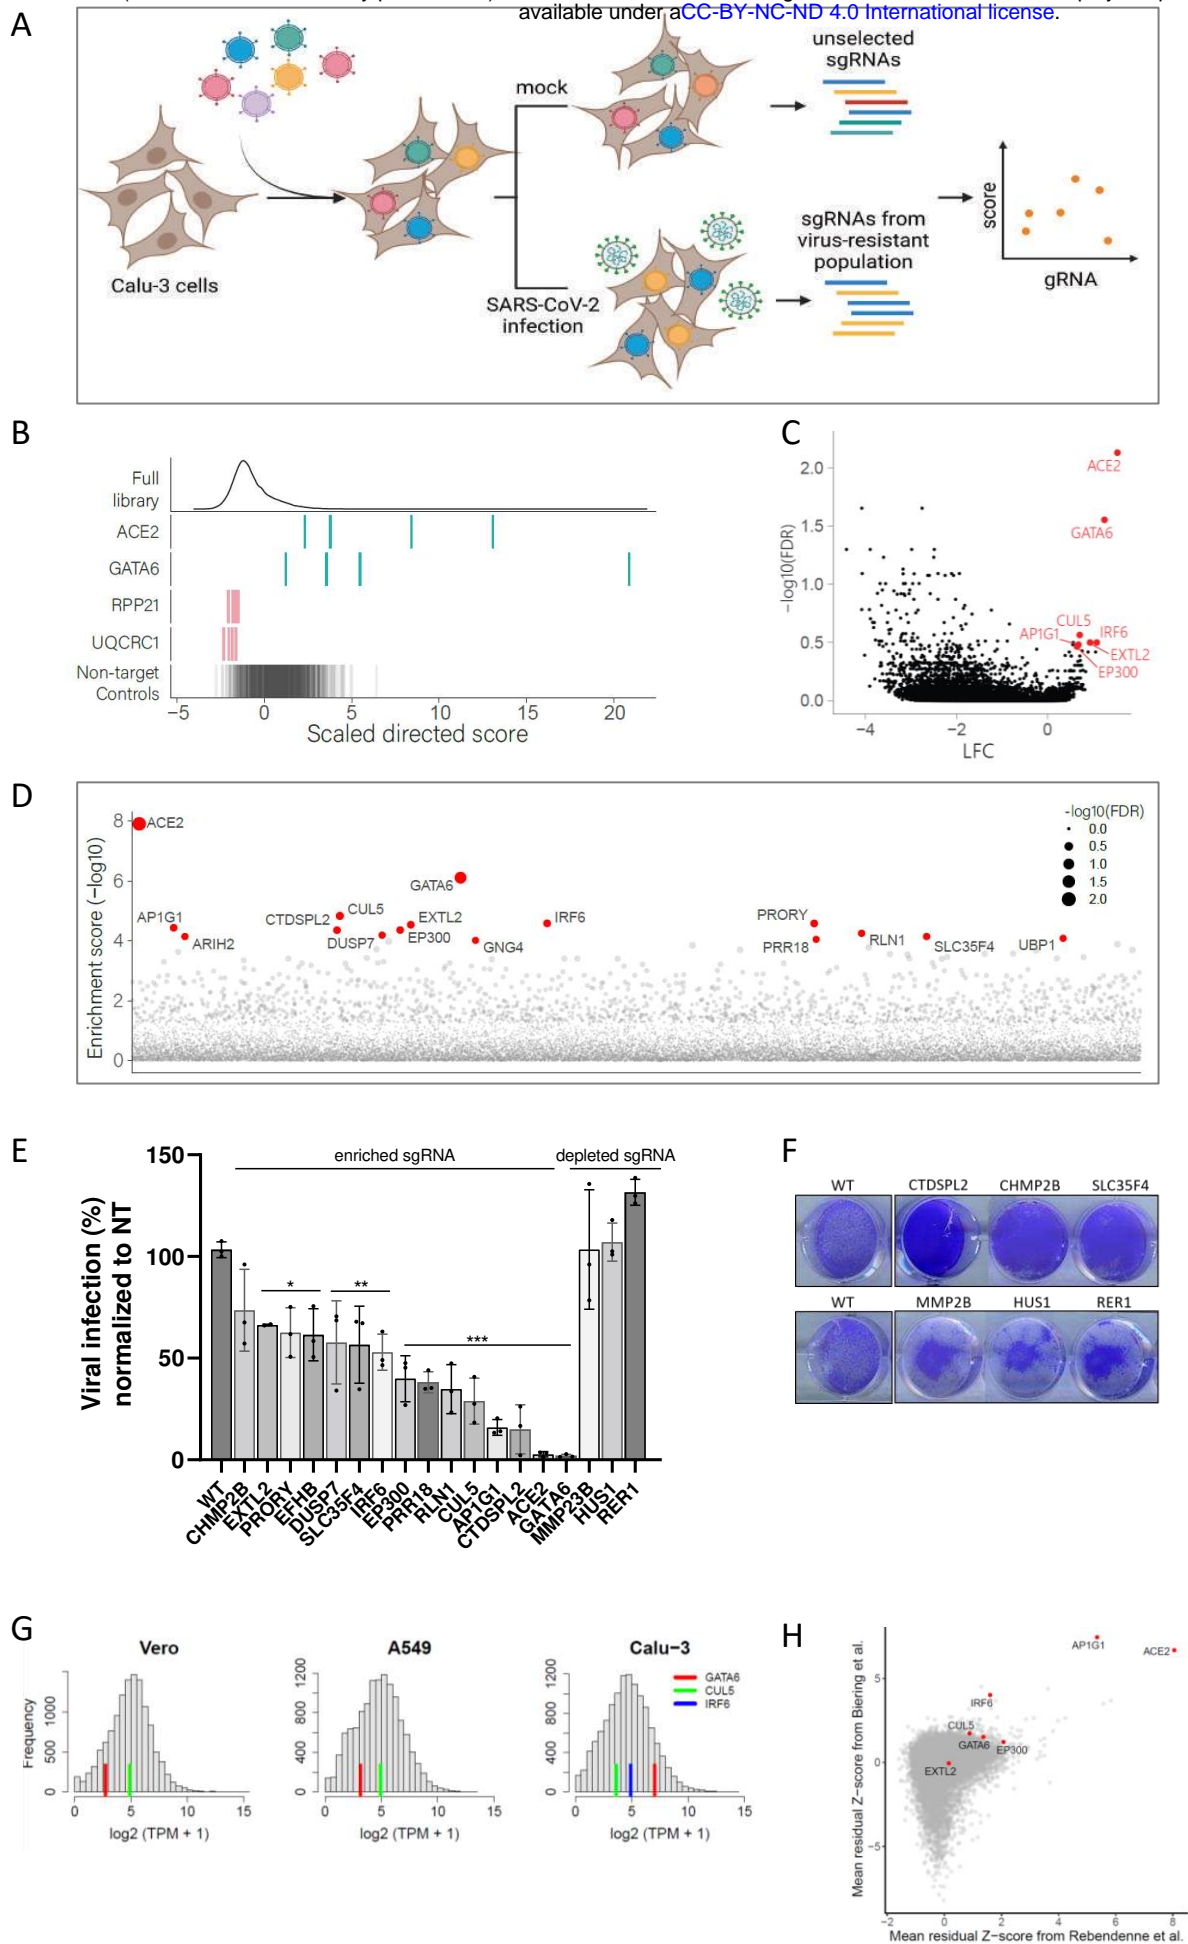 available under aCC-BY-NC-ND 4.0 International license.
A
mock
unselected
sgRNAs
Calu-3 cells
SARS-CoV-2
infection
sgRNAs from
virus-resistant
population
score
gRNA
B
Full
library
ACE2
GATA6
RPP21
UQCRC1
Non-target
Controls
−5 0 5 10 15 20
Scaled directed score
C
−log10(FDR)
2.0
1.5
1.0
0.5
0.0
ACE2
GATA6
CUL5
AP1G1
IRF6
EXTL2
EP300
−4 −2 0
LFC
D
Enrichment score (−log10)
8
6
4
2
0
ACE2
GATA6
AP1G1
ARIH2
CTDSPL2
CUL5
DUSP7
EXTL2
EP300
GNG4
IRF6
PRORY
PRR18
RLN1
SLC35F4
UBP1
-log10(FDR)
0.0
0.5
1.0
1.5
2.0
E
Viral infection (%)
normalized to NT
150
100
50
0
enriched sgRNA
depleted sgRNA
*
**
***
WT
CHMP2B
EXTL2
PRORY
EFHB
DUSP7
SLC35F4
IRF6
EP300
PRR18
RLN1
CUL5
AP1G1
CTDSPL2
ACE2
GATA6
MMP23B
HUS1
RER1
F
WT CTDSPL2 CHMP2B SLC35F4
WT MMP2B HUS1 RER1
G
Vero
Frequency
1000
500
0
0 5 10 15
log2 (TPM + 1)
A549
1200
800
400
0
0 5 10 15
log2 (TPM + 1)
Calu−3
1200
800
400
0
0 5 10 15
log2 (TPM + 1)
GATA6
CUL5
IRF6
H
Mean residual Z−score from Biering et al.
5
0
−5
AP1G1
ACE2
IRF6
CUL5
GATA6
EP300
EXTL2
−2 0 2 4 6 8
Mean residual Z−score from Rebendenne et al.